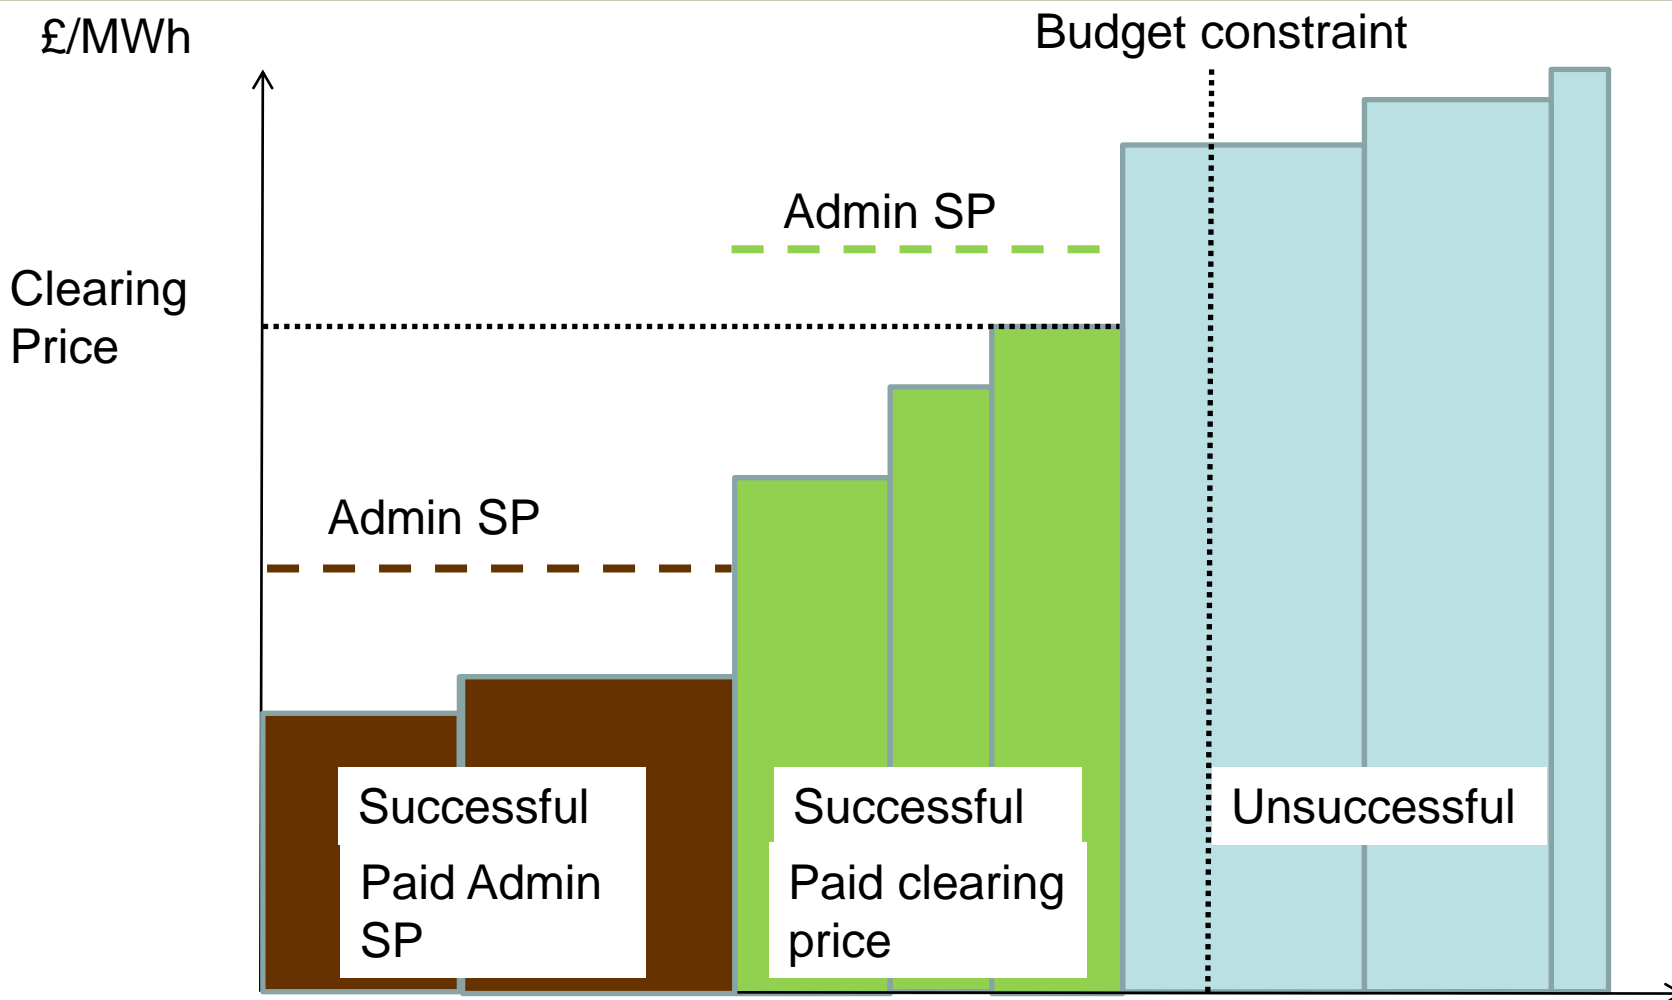 £/MWh
Budget constraint
Admin SP
Clearing
Price
Admin SP
Successful
Paid Admin
SP
Successful
Paid clearing
price
Unsuccessful